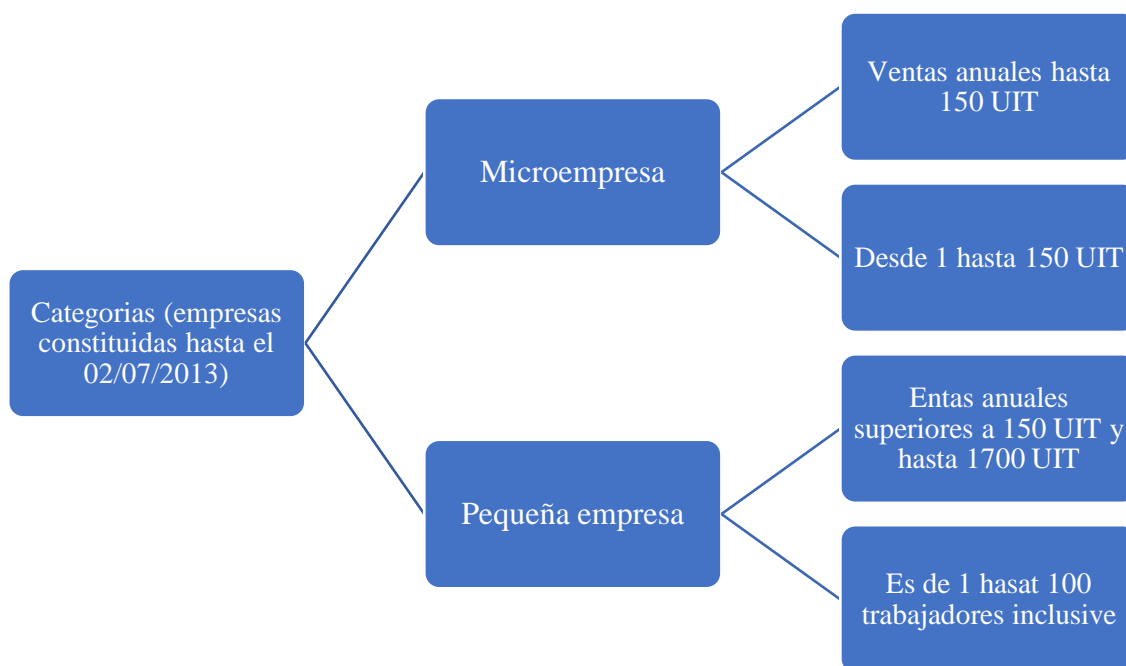 Categorias (empresas
constituidas hasta el
02/07/2013)
Microempresa
Ventas anuales hasta
150 UIT
Desde 1 hasta 150 UIT
Pequeña empresa
Entas anuales
superiores a 150 UIT y
hasta 1700 UIT
Es de 1 hasat 100
trabajadores inclusive